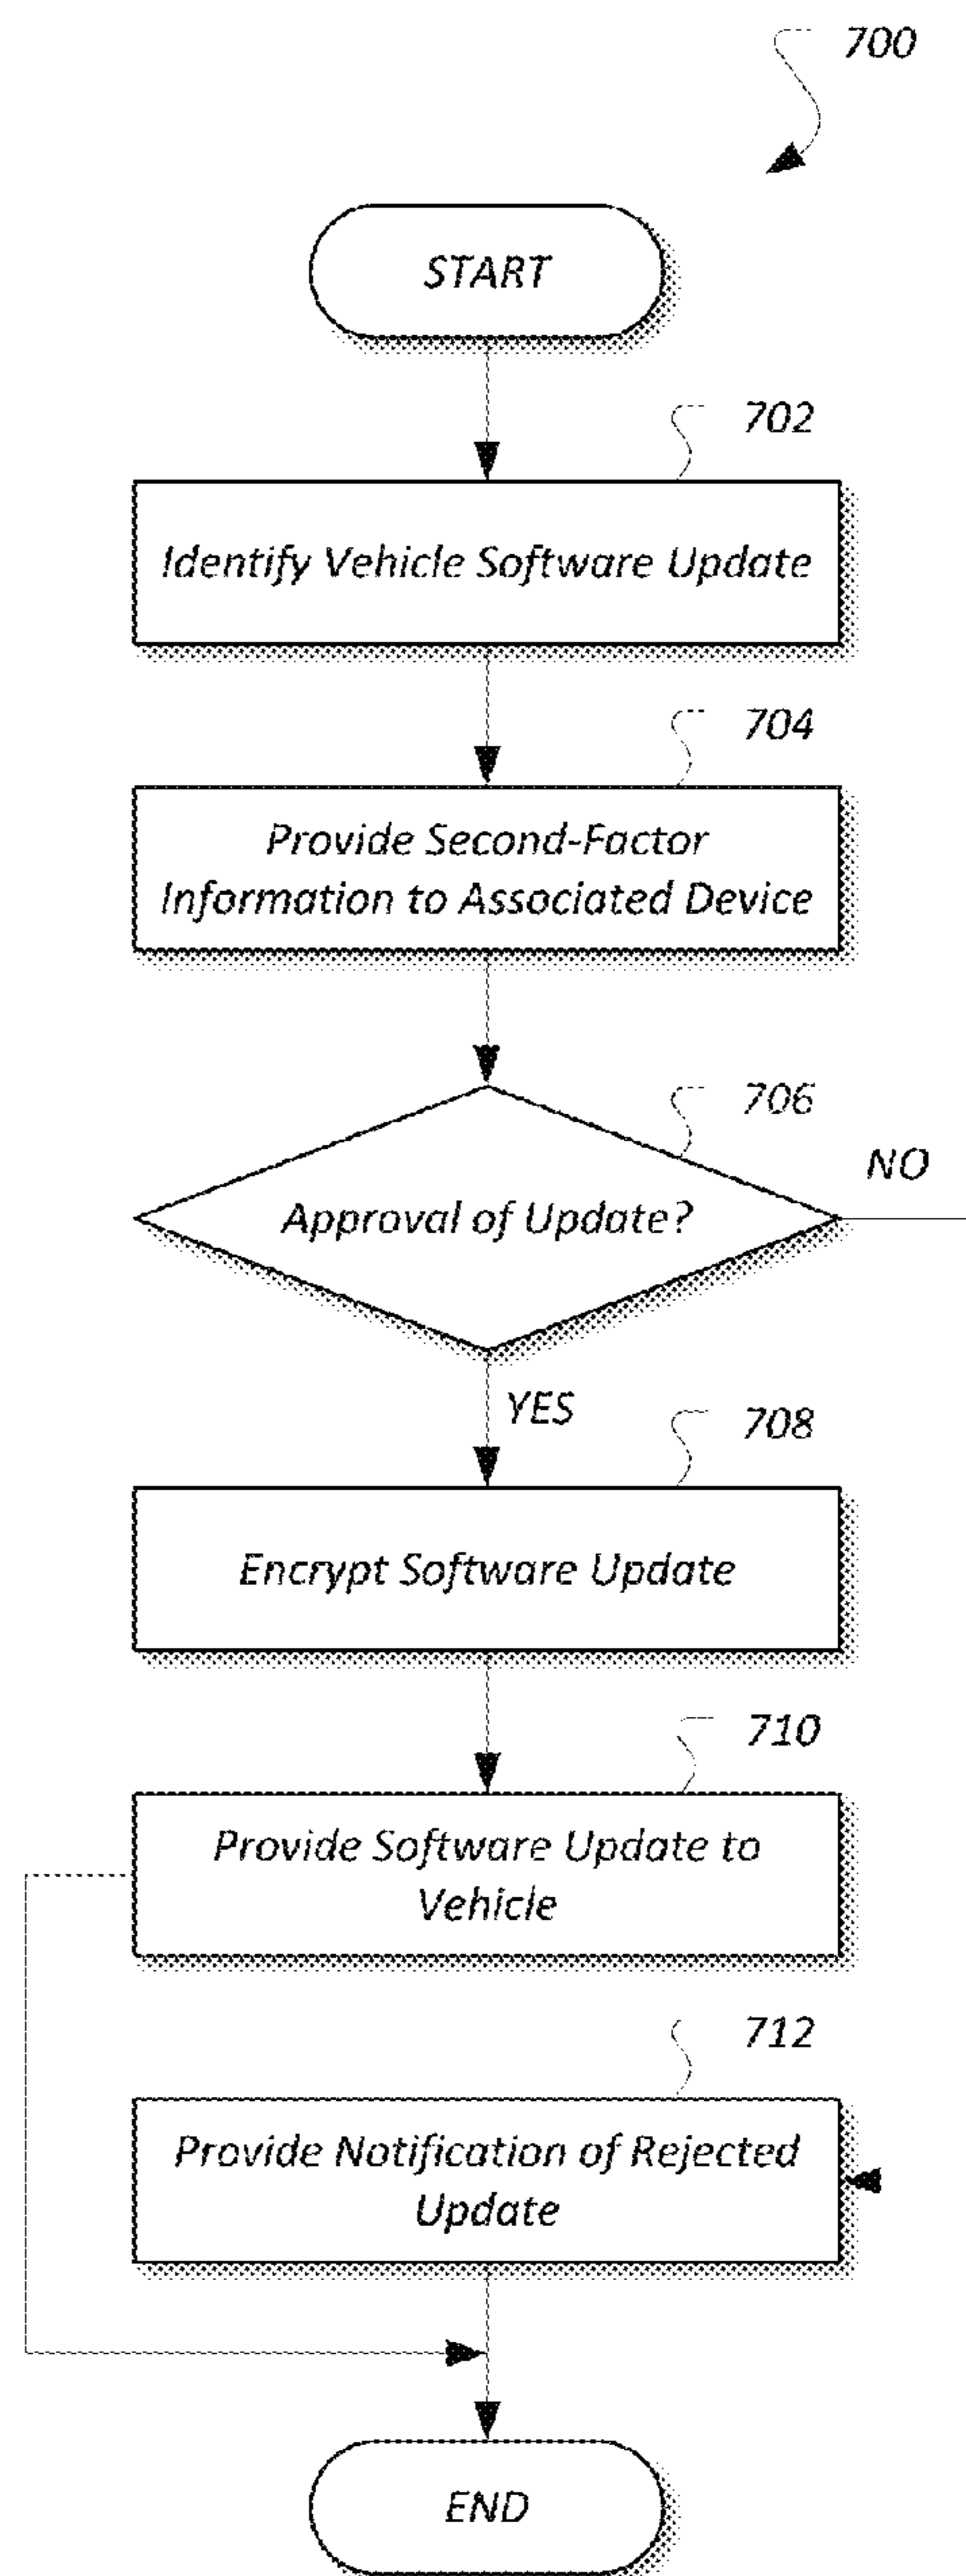 700
START
702
Identify Vehicle Software Update
704
Provide Second-Factor
Information to Associated Device
706
NO
Approval of Update?
YES
708
Encrypt Software Update
710
Provide Software Update to
Vehicle
712
Provide Notification of Rejected
Update
END